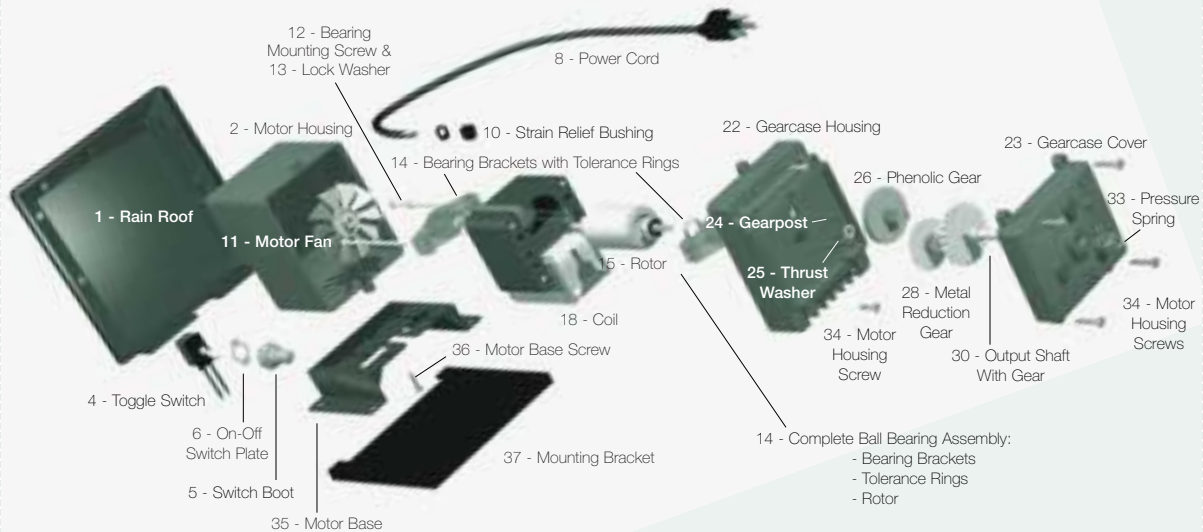 12 - Bearing
Mounting Screw &
13 - Lock Washer
8 - Power Cord
2 - Motor Housing
10 - Strain Relief Bushing
14 - Bearing Brackets with Tolerance Rings
22 - Gearcase Housing
23 - Gearcase Cover
26 - Phenolic Gear
33 - Pressure
Spring
1 - Rain Roof
11 - Motor Fan
24 - Gearpost
15 - Rotor
25 - Thrust
Washer
28 - Metal
Reduction
Gear
18 - Coil
34 - Motor
Housing
Screw
34 - Motor
Housing
Screws
30 - Output Shaft
With Gear
36 - Motor Base Screw
4 - Toggle Switch
6 - On-Off
Switch Plate
5 - Switch Boot
35 - Motor Base
37 - Mounting Bracket
14 - Complete Ball Bearing Assembly:
- Bearing Brackets
- Tolerance Rings
- Rotor